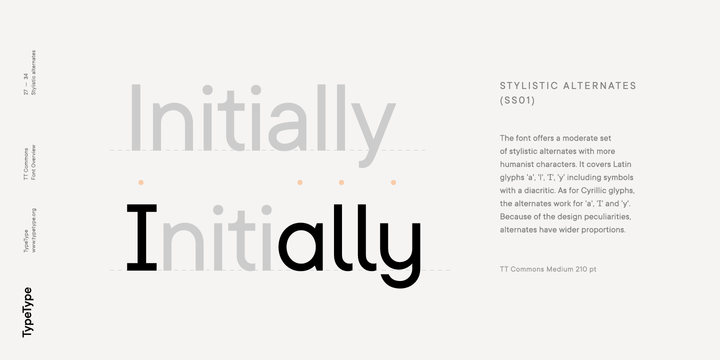 37 — 34
Stylistic alternates
TT Commons
Font Overview
TypeType
www.typetype.org
TypeType
Initially
Initially
STYLISTIC ALTERNATES
(SS01)
The font offers a moderate set
of stylistic alternates with more
humanist characters. It covers Latin
glyphs 'a', 'l', 'I', 'y' including symbols
with a diacritic. As for Cyrillic glyphs,
the alternates work for 'a', 'I' and 'y'.
Because of the design peculiarities,
alternates have wider proportions.
TT Commons Medium 210 pt